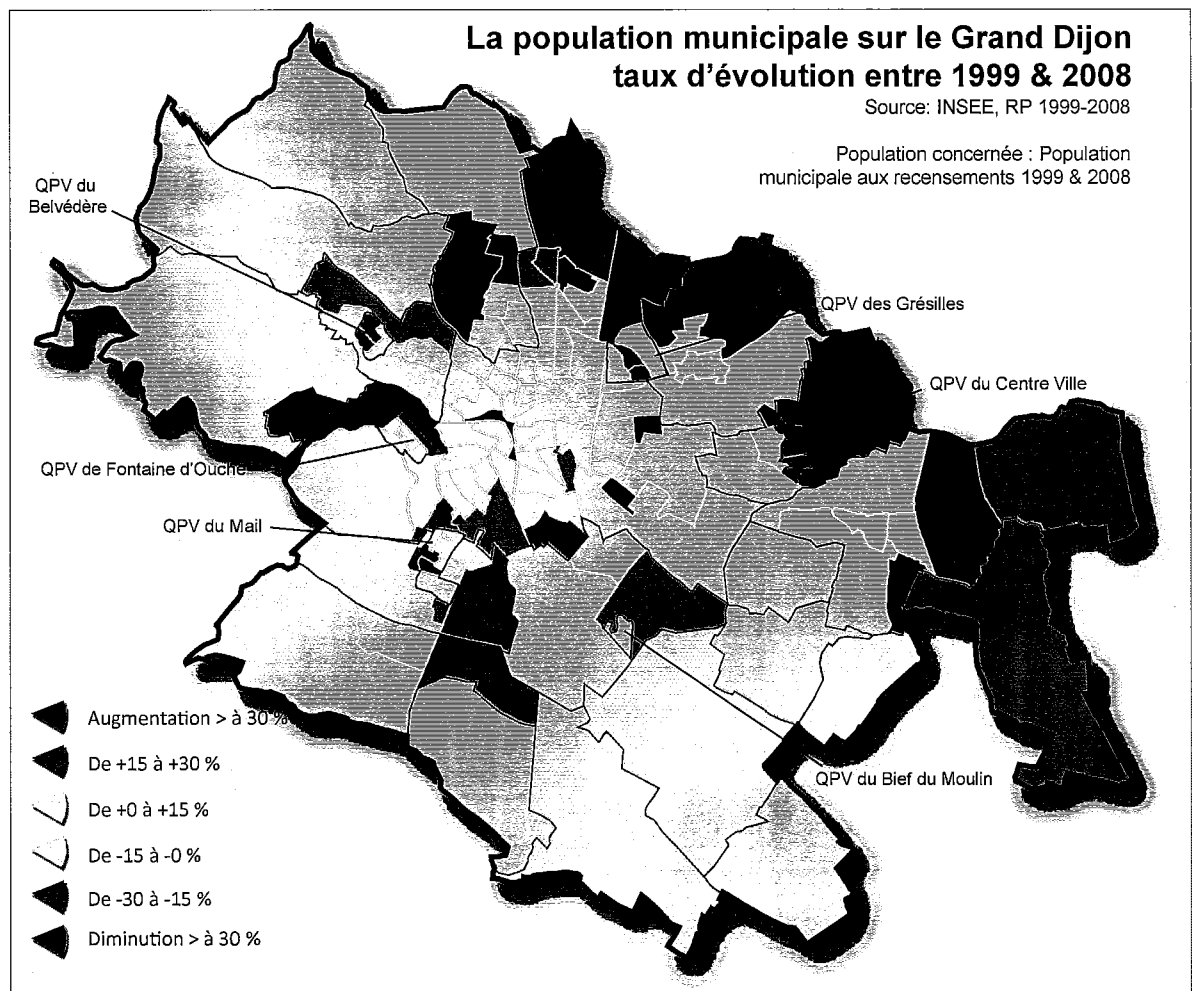 La population municipale sur le Grand Dijon
taux d'évolution entre 1999 & 2008
Source: INSEE, RP 1999-2008
Population concernée : Population
municipale aux recensements 1999 & 2008
QPV du
Belvédère
QPV des Grésilles
QPV du Centre Ville
QPV de Fontaine d'Ouche
QPV du Mail
QPV du Bief du Moulin
Augmentation > à 30 %
De +15 à +30 %
De +0 à +15 %
De -15 à -0 %
De -30 à -15 %
Diminution > à 30 %